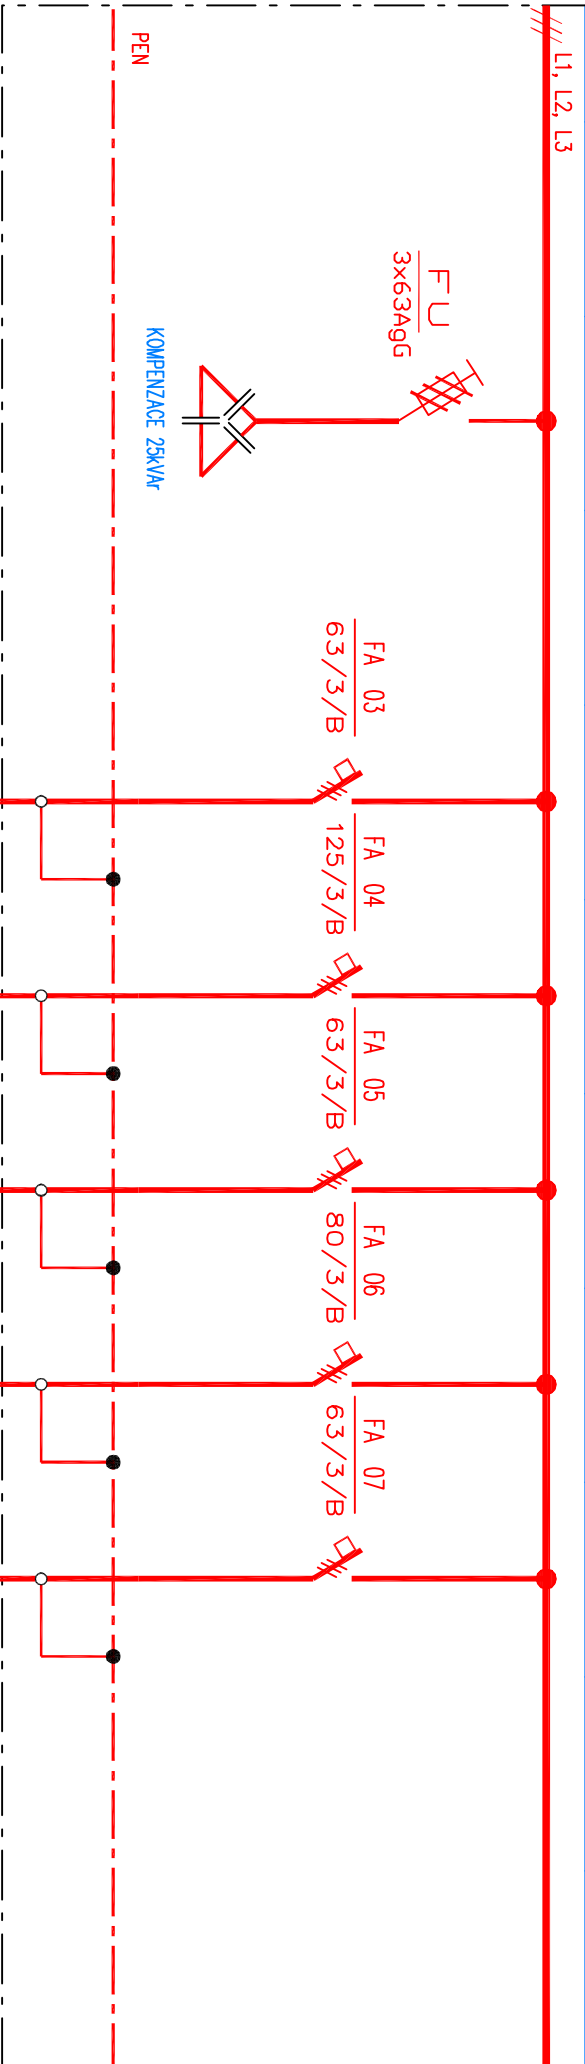 L1, L2, L3
PEN
FU
3x63AgG
KOMPENZACE 25kVAr
FA 03
63/3/B
FA 04
125/3/B
FA 05
63/3/B
FA 06
80/3/B
FA 07
63/3/B